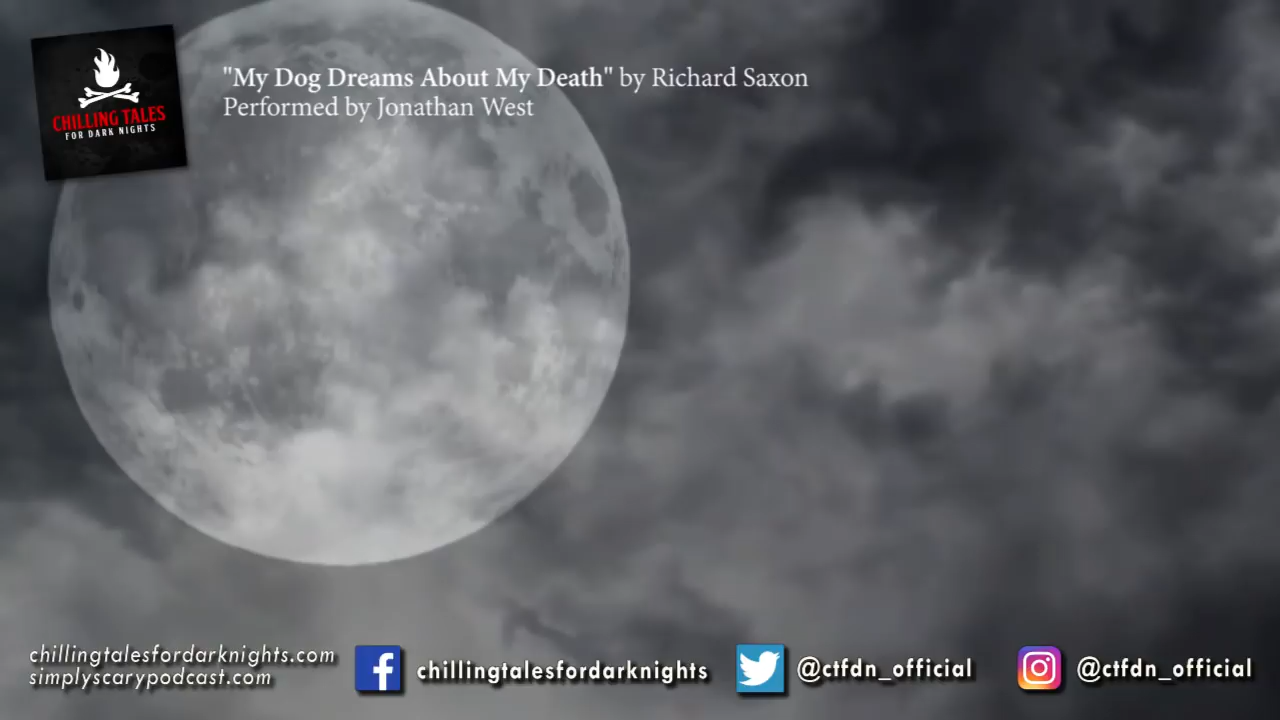 CHILLING TALES
FOR DARK NIGHTS
"My Dog Dreams About My Death" by Richard Saxon
Performed by Jonathan West
chillingtalesfordarknights.com
simplyscarypodcast.com
chillingtalesfordarknights
@ctfdn_official
@ctfdn_official